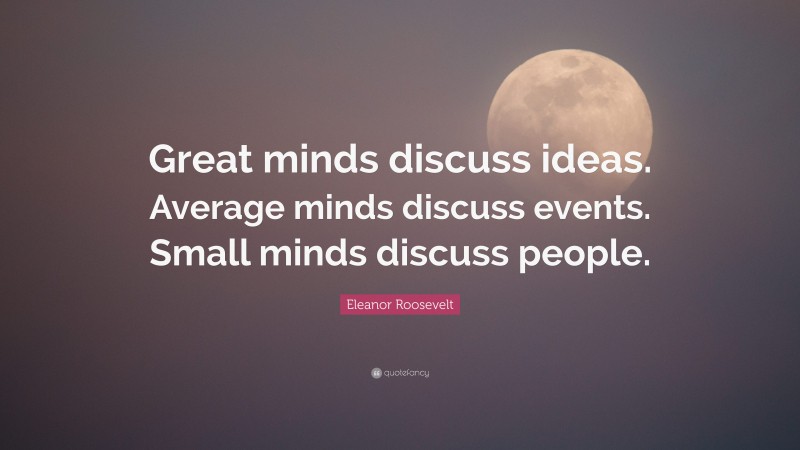 Great minds discuss ideas.
Average minds discuss events.
Small minds discuss people.
Eleanor Roosevelt
quotefancy